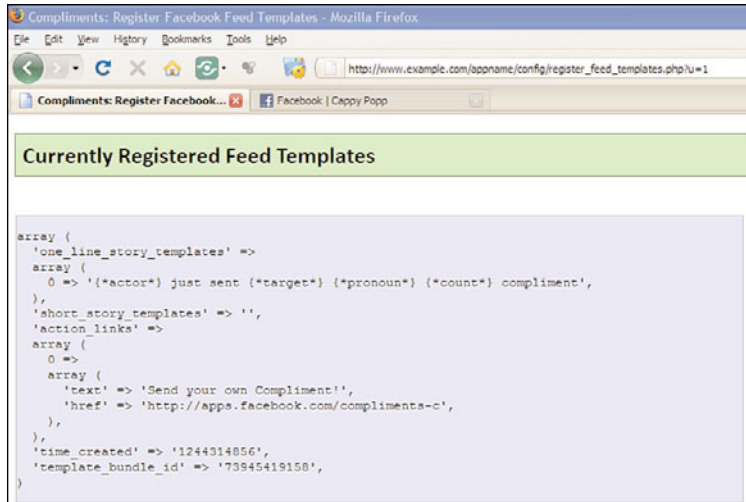 Compliments: Register Facebook Feed Templates - Mozilla Firefox
File Edit View History Bookmarks Tools Help
http://www.example.com/appname/config/register_feed_templates.php?u=1
Compliments: Register Facebook... Facebook | Cappy Popp
Currently Registered Feed Templates
array (
  'one_line_story_templates' =>
  array (
    0 => '{*actor*} just sent {*target*} {*pronoun*} {*count*} compliment',
  ),
  'short_story_templates' => '',
  'action_links' =>
  array (
    0 =>
    array (
      'text' => 'Send your own Compliment!',
      'href' => 'http://apps.facebook.com/compliments-c',
    ),
  ),
  'time_created' => '1244314856',
  'template_bundle_id' => '73945419158',
)